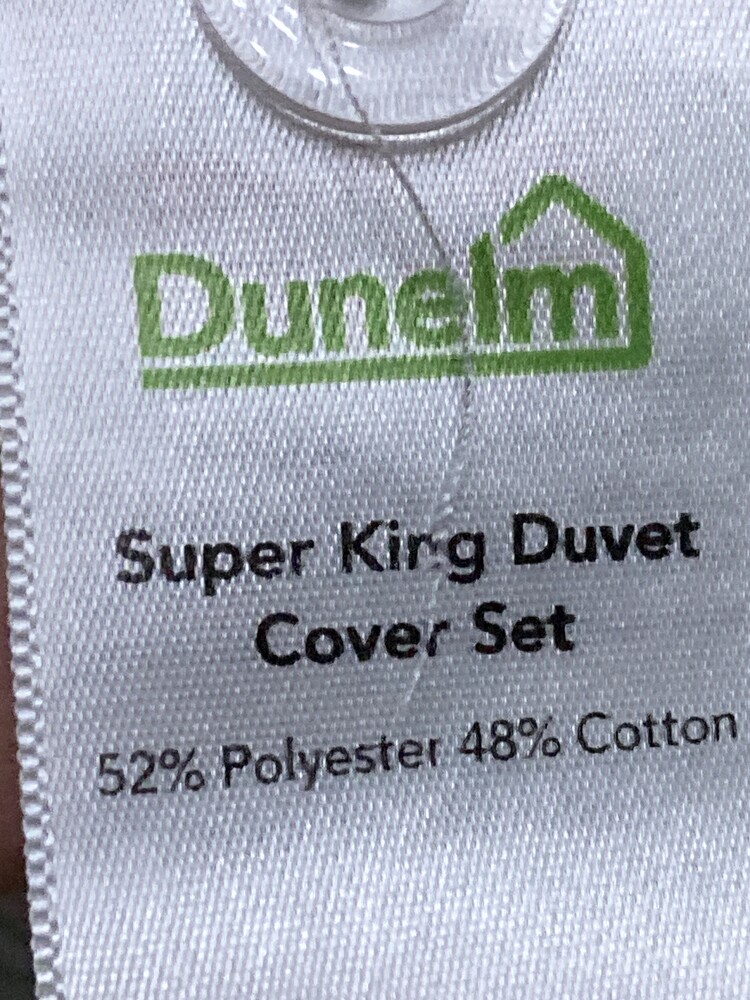 Dunelm
Super King Duvet
Cover Set
52% Polyester 48% Cotton